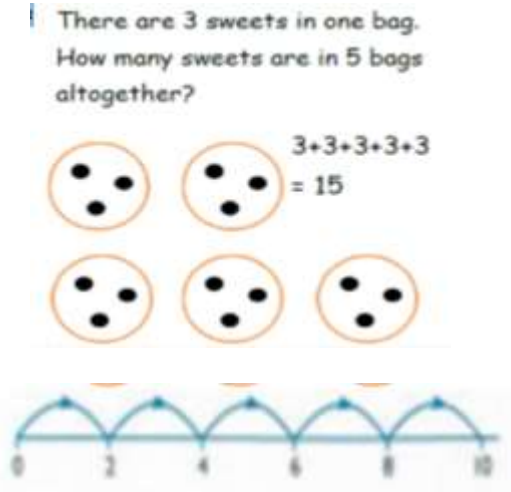 There are 3 sweets in one bag.
How many sweets are in 5 bags
altogether?
3+3+3+3+3
= 15
0 2 4 6 8 10